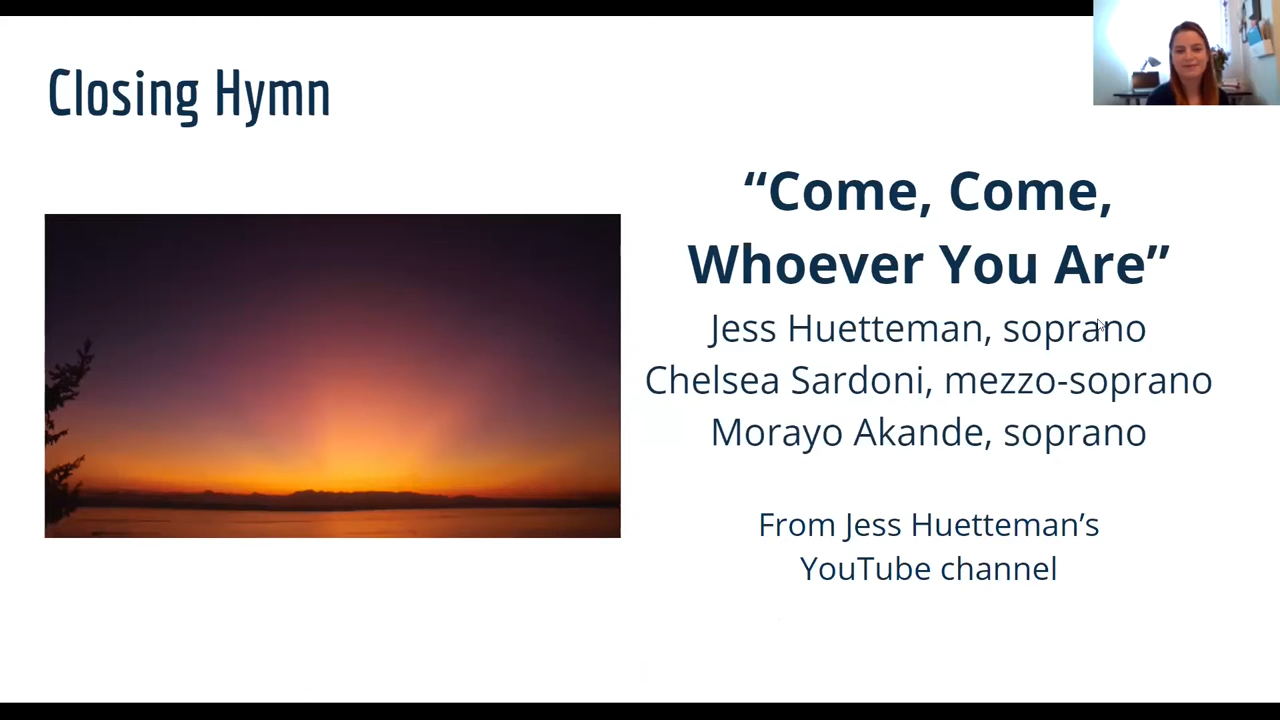 Closing Hymn
“Come, Come,
Whoever You Are”
Jess Huetteman, soprano
Chelsea Sardoni, mezzo-soprano
Morayo Akande, soprano
From Jess Huetteman’s
YouTube channel